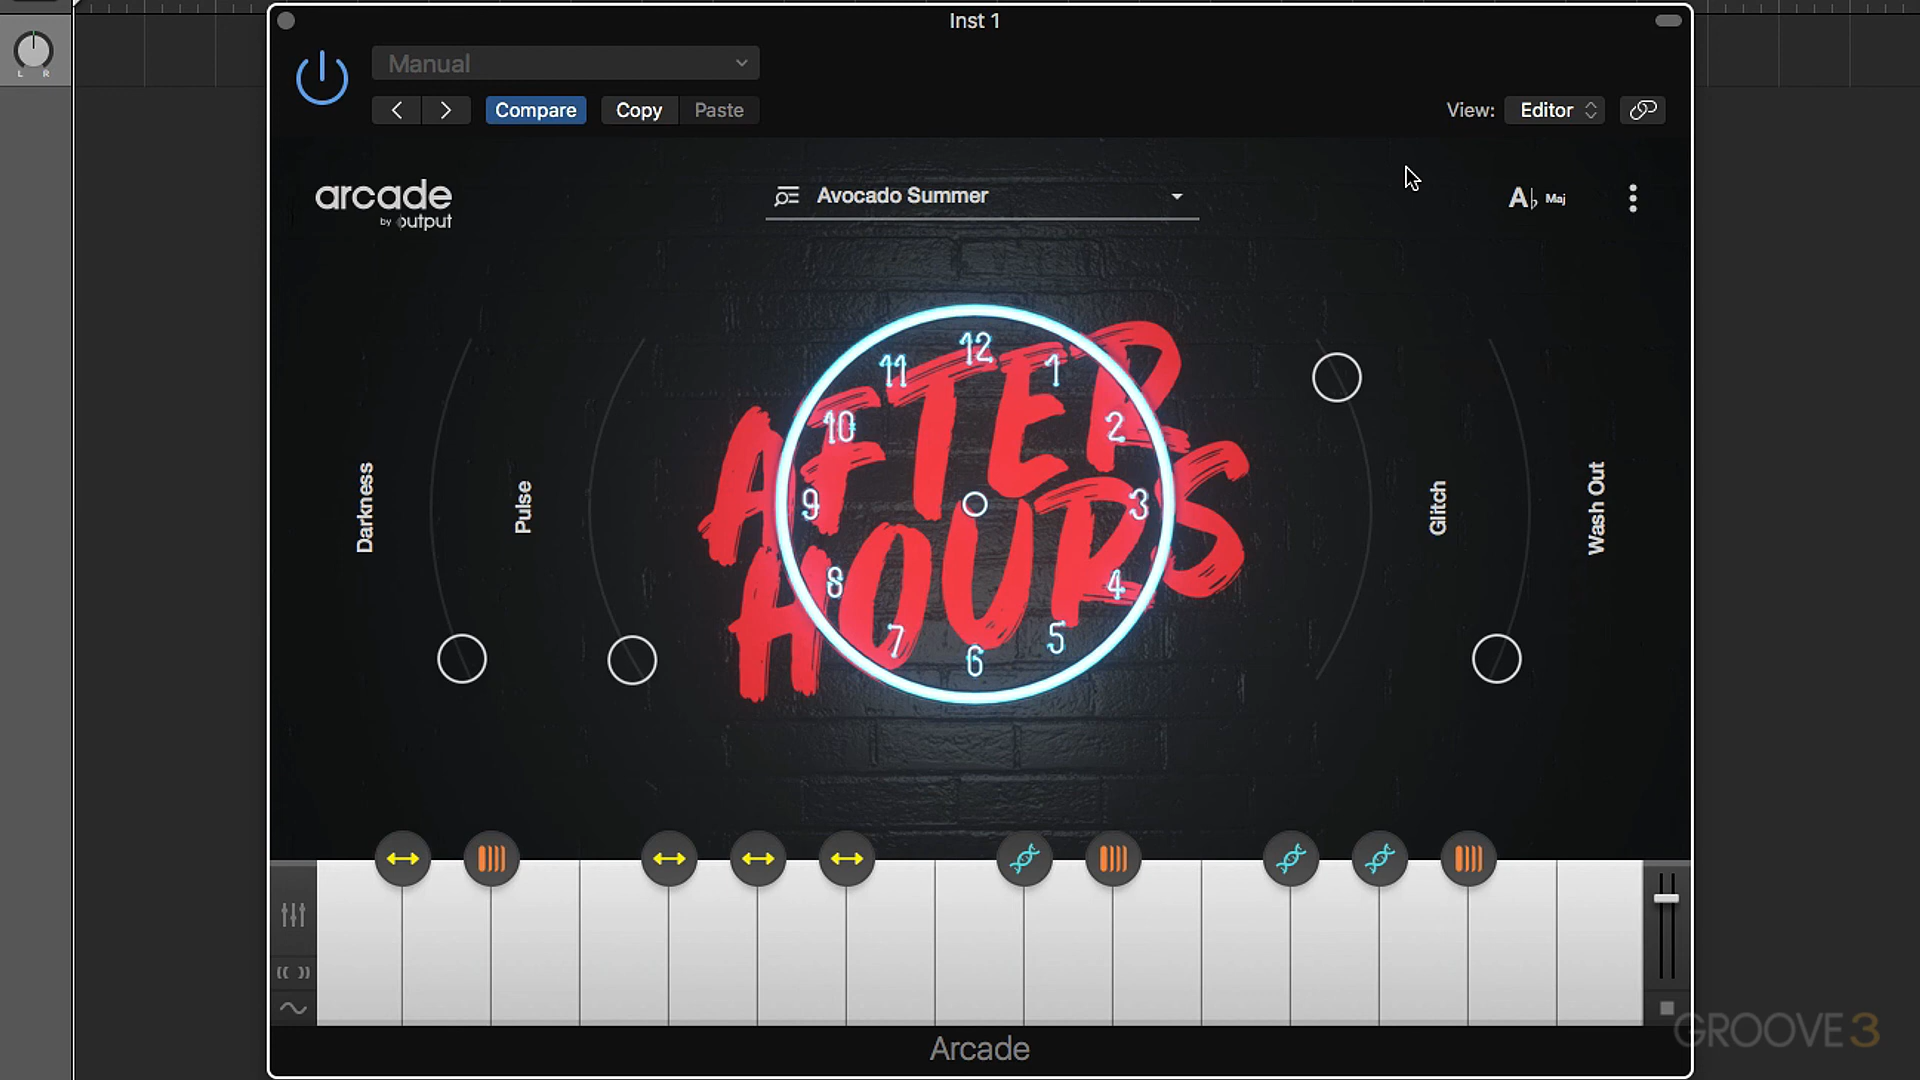 Inst 1
L R
Manual
Compare Copy Paste
View: Editor
arcade
by output
Avocado Summer
A♭ Maj
AFTER
HOURS
12
11 1
10 2
9 3
8 4
7 5
6
Darkness
Pulse
Glitch
Wash Out
Arcade
GROOVE3